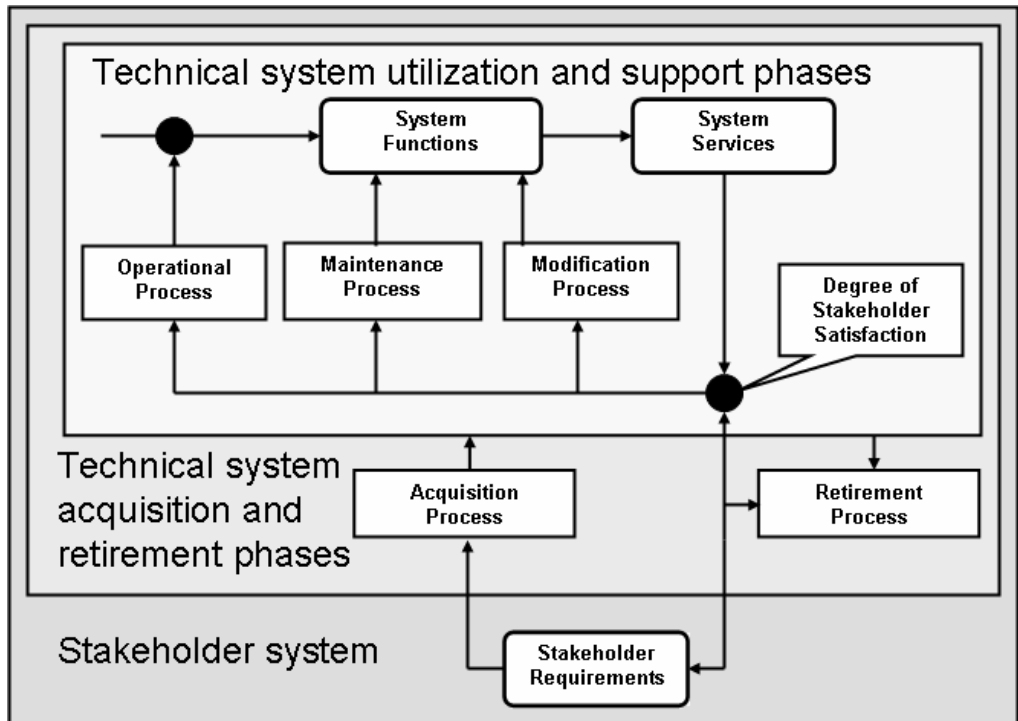 Technical system utilization and support phases
System
Functions
System
Services
Operational
Process
Maintenance
Process
Modification
Process
Degree of
Stakeholder
Satisfaction
Technical system
acquisition and
retirement phases
Acquisition
Process
Retirement
Process
Stakeholder system
Stakeholder
Requirements